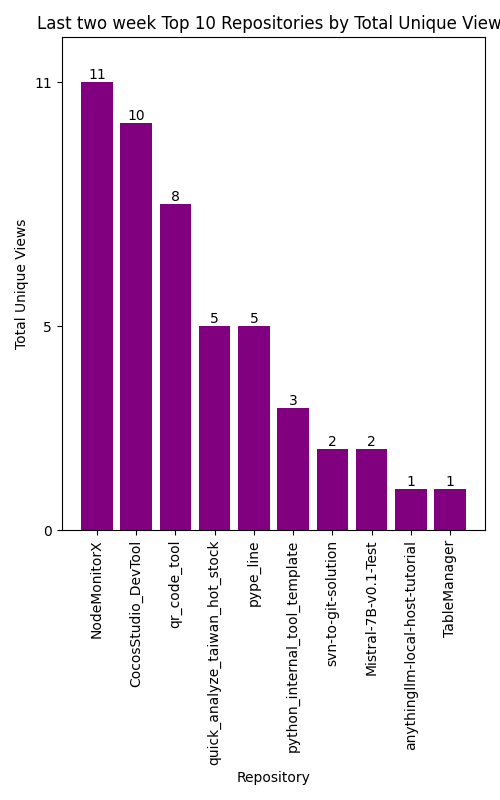 Last two week Top 10 Repositories by Total Unique View
11
10
8
5
5
3
2
2
1
1
11
5
0
Total Unique Views
NodeMonitorX
CocosStudio_DevTool
qr_code_tool
quick_analyze_taiwan_hot_stock
pype_line
python_internal_tool_template
svn-to-git-solution
Mistral-7B-v0.1-Test
anythingllm-local-host-tutorial
TableManager
Repository